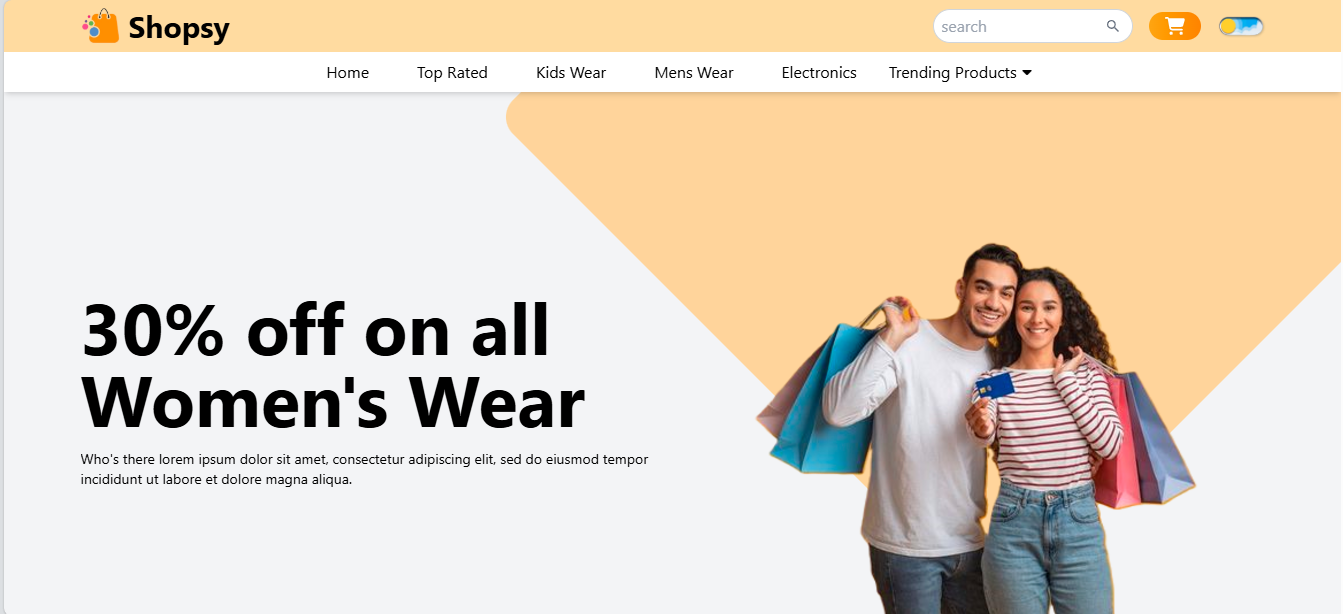 Shopsy
search
Home
Top Rated
Kids Wear
Mens Wear
Electronics
Trending Products
30% off on all
Women's Wear
Who's there lorem ipsum dolor sit amet, consectetur adipiscing elit, sed do eiusmod tempor
incididunt ut labore et dolore magna aliqua.